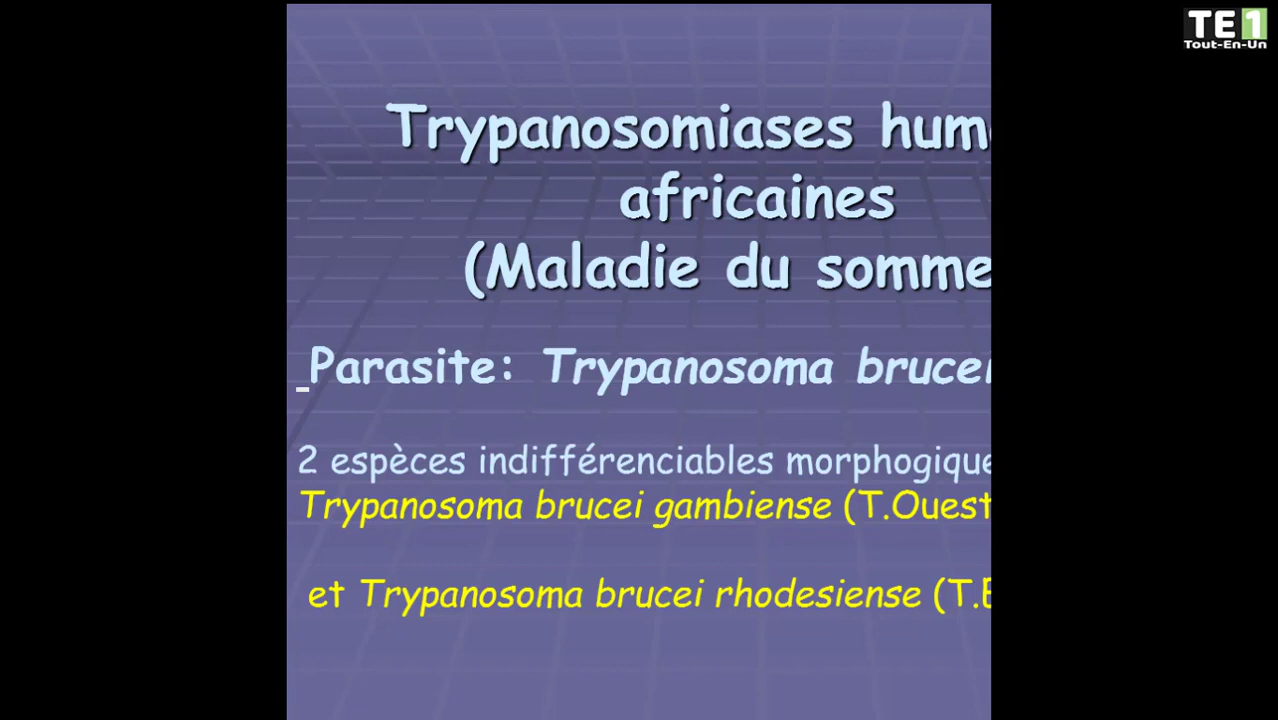 TE1
Tout-En-Un
Trypanosomiases hum
africaines
(Maladie du somme
Parasite: Trypanosoma brucei
2 espèces indifférenciables morphogique
Trypanosoma brucei gambiense (T.Ouest
et Trypanosoma brucei rhodesiense (T.E